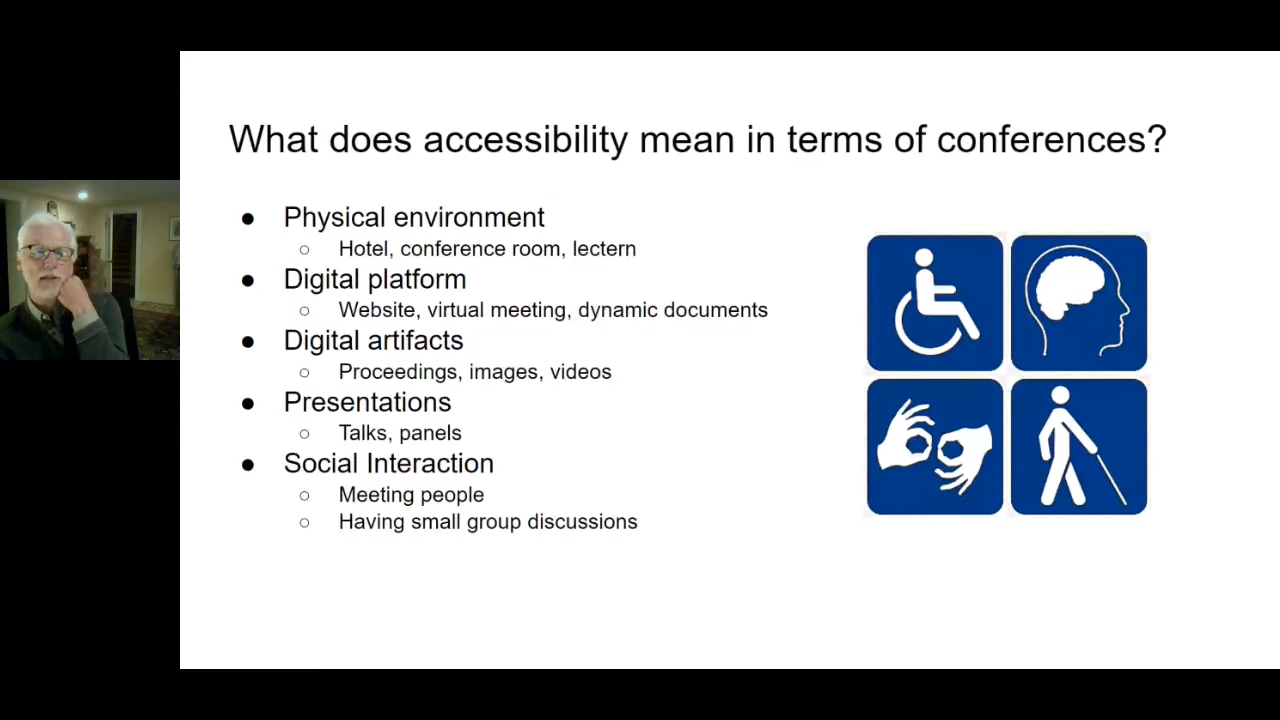 What does accessibility mean in terms of conferences?
● Physical environment
○ Hotel, conference room, lectern
● Digital platform
○ Website, virtual meeting, dynamic documents
● Digital artifacts
○ Proceedings, images, videos
● Presentations
○ Talks, panels
● Social Interaction
○ Meeting people
○ Having small group discussions